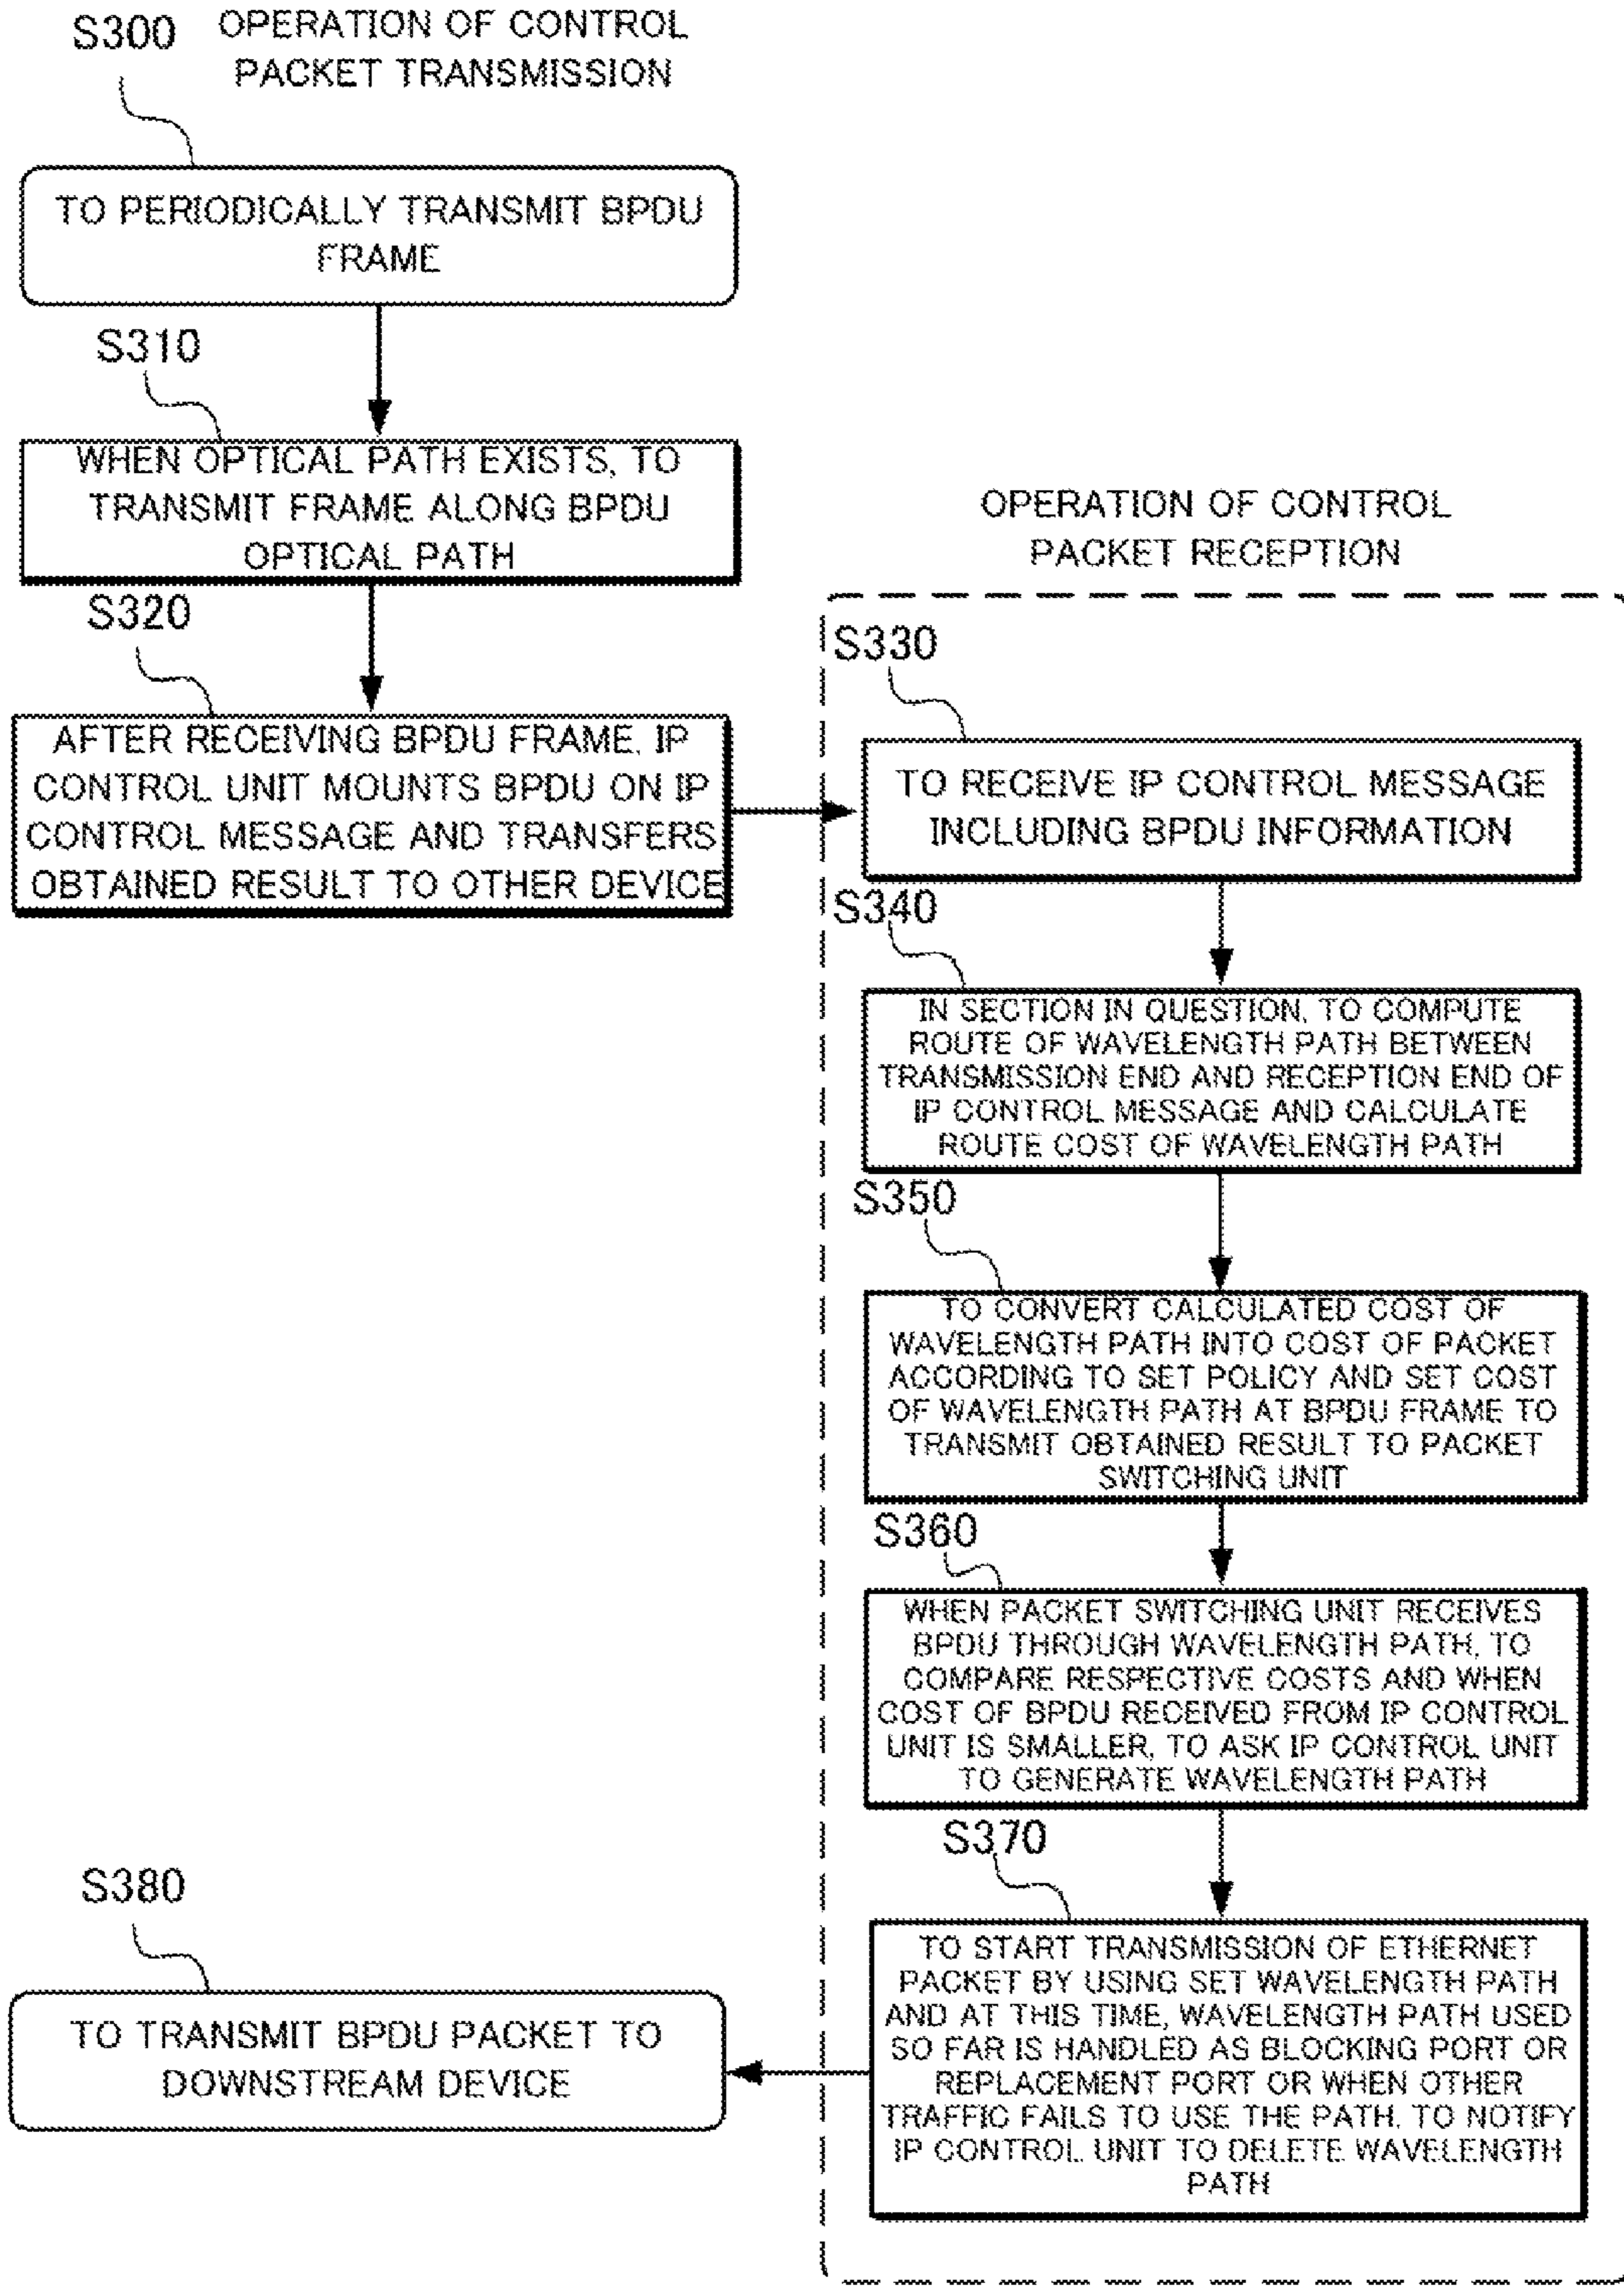 S300
OPERATION OF CONTROL
PACKET TRANSMISSION
TO PERIODICALLY TRANSMIT BPDU
FRAME
S310
WHEN OPTICAL PATH EXISTS, TO
TRANSMIT FRAME ALONG BPDU
OPTICAL PATH
S320
AFTER RECEIVING BPDU FRAME, IP
CONTROL UNIT MOUNTS BPDU ON IP
CONTROL MESSAGE AND TRANSFERS
OBTAINED RESULT TO OTHER DEVICE
OPERATION OF CONTROL
PACKET RECEPTION
S330
TO RECEIVE IP CONTROL MESSAGE
INCLUDING BPDU INFORMATION
S340
IN SECTION IN QUESTION, TO COMPUTE
ROUTE OF WAVELENGTH PATH BETWEEN
TRANSMISSION END AND RECEPTION END OF
IP CONTROL MESSAGE AND CALCULATE
ROUTE COST OF WAVELENGTH PATH
S350
TO CONVERT CALCULATED COST OF
WAVELENGTH PATH INTO COST OF PACKET
ACCORDING TO SET POLICY AND SET COST
OF WAVELENGTH PATH AT BPDU FRAME TO
TRANSMIT OBTAINED RESULT TO PACKET
SWITCHING UNIT
S360
WHEN PACKET SWITCHING UNIT RECEIVES
BPDU THROUGH WAVELENGTH PATH, TO
COMPARE RESPECTIVE COSTS AND WHEN
COST OF BPDU RECEIVED FROM IP CONTROL
UNIT IS SMALLER, TO ASK IP CONTROL UNIT
TO GENERATE WAVELENGTH PATH
S370
TO START TRANSMISSION OF ETHERNET
PACKET BY USING SET WAVELENGTH PATH
AND AT THIS TIME, WAVELENGTH PATH USED
SO FAR IS HANDLED AS BLOCKING PORT OR
REPLACEMENT PORT OR WHEN OTHER
TRAFFIC FAILS TO USE THE PATH, TO NOTIFY
IP CONTROL UNIT TO DELETE WAVELENGTH
PATH
S380
TO TRANSMIT BPDU PACKET TO
DOWNSTREAM DEVICE